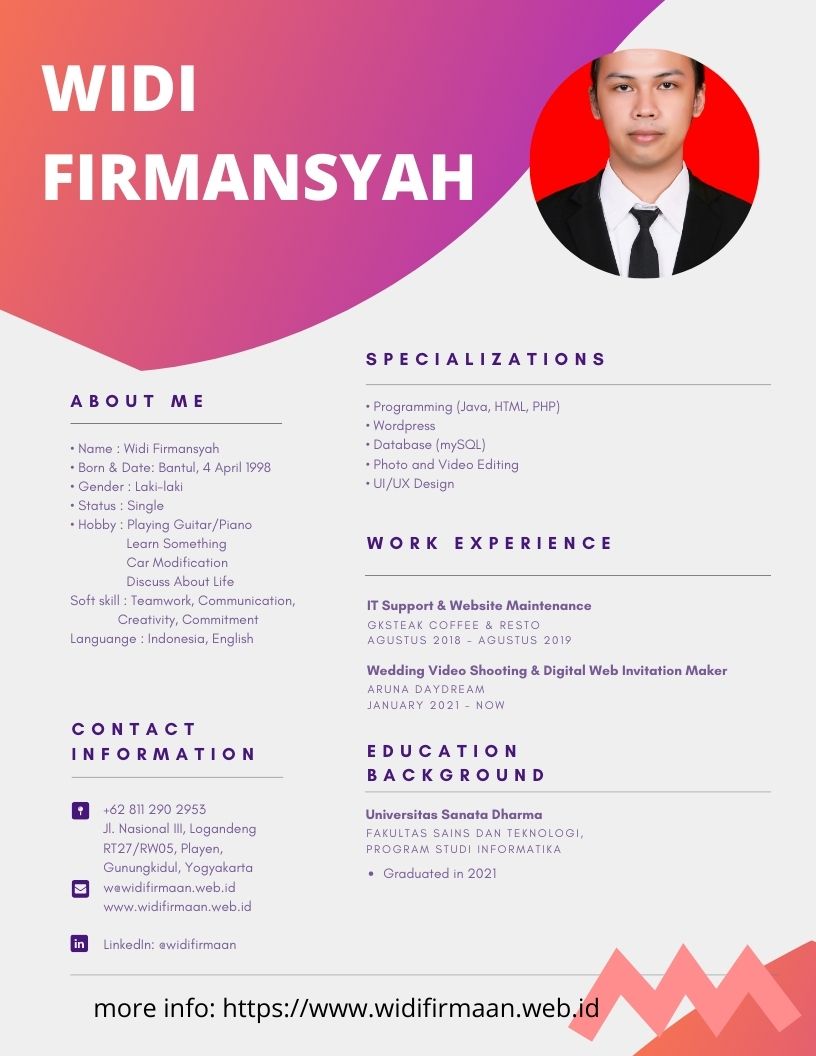 WIDI
FIRMANSYAH
ABOUT ME
• Name : Widi Firmansyah
• Born & Date: Bantul, 4 April 1998
• Gender : Laki-laki
• Status : Single
• Hobby : Playing Guitar/Piano
Learn Something
Car Modification
Discuss About Life
Soft skill : Teamwork, Communication,
Creativity, Commitment
Languange : Indonesia, English
CONTACT
INFORMATION
+62 811 290 2953
Jl. Nasional III, Logandeng
RT27/RW05, Playen,
Gunungkidul, Yogyakarta
w@widifirmaan.web.id
www.widifirmaan.web.id
in LinkedIn: @widifirmaan
SPECIALIZATIONS
• Programming (Java, HTML, PHP)
• Wordpress
• Database (mySQL)
• Photo and Video Editing
• UI/UX Design
WORK EXPERIENCE
IT Support & Website Maintenance
GKSTEAK COFFEE & RESTO
AGUSTUS 2018 - AGUSTUS 2019
Wedding Video Shooting & Digital Web Invitation Maker
ARUNA DAYDREAM
JANUARY 2021 - NOW
EDUCATION
BACKGROUND
Universitas Sanata Dharma
FAKULTAS SAINS DAN TEKNOLOGI,
PROGRAM STUDI INFORMATIKA
• Graduated in 2021
more info: https://www.widifirmaan.web.id